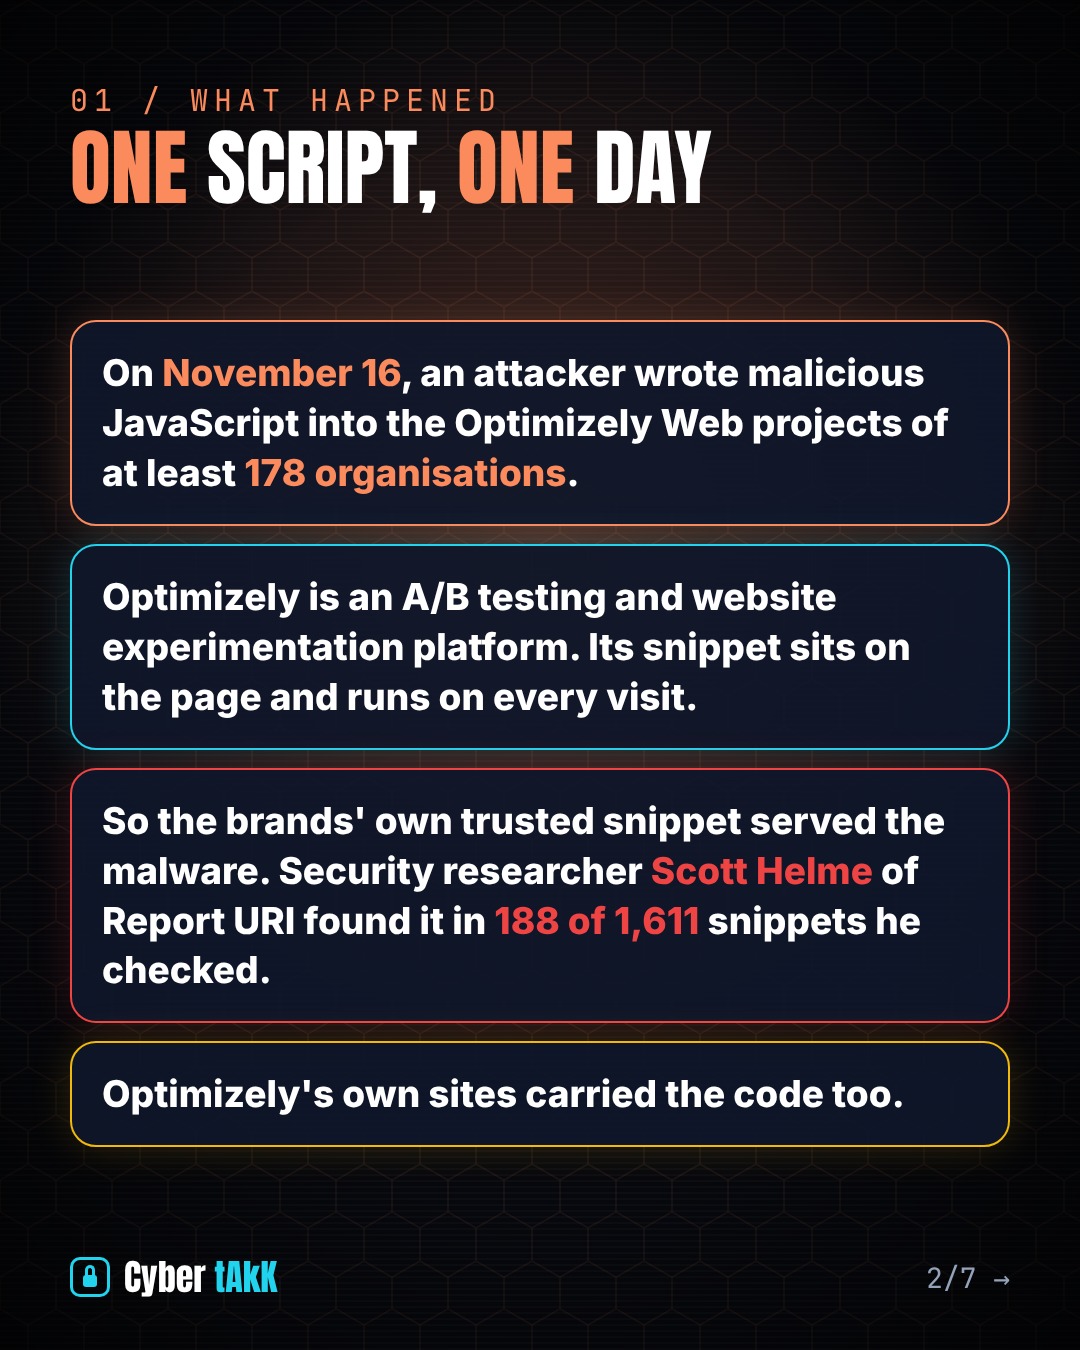 01 / WHAT HAPPENED
ONE SCRIPT, ONE DAY
On November 16, an attacker wrote malicious
JavaScript into the Optimizely Web projects of
at least 178 organisations.
Optimizely is an A/B testing and website
experimentation platform. Its snippet sits on
the page and runs on every visit.
So the brands' own trusted snippet served the
malware. Security researcher Scott Helme of
Report URI found it in 188 of 1,611 snippets he
checked.
Optimizely's own sites carried the code too.
Cyber tAkK
2/7 →